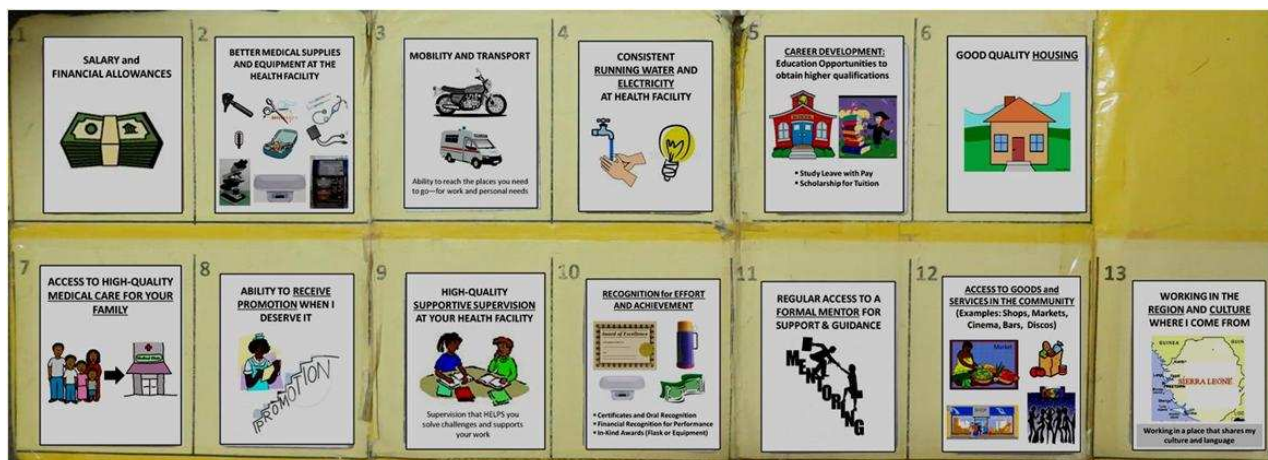 1
SALARY and
FINANCIAL ALLOWANCES
2
BETTER MEDICAL SUPPLIES
AND EQUIPMENT AT THE
HEALTH FACILITY
3
MOBILITY AND TRANSPORT
Ability to reach the places you need
to go—for work and personal needs
4
CONSISTENT
RUNNING WATER and
ELECTRICITY
AT HEALTH FACILITY
5
CAREER DEVELOPMENT:
Education Opportunities to
obtain higher qualifications
SCHOOL
▪ Study Leave with Pay
▪ Scholarship for Tuition
6
GOOD QUALITY HOUSING
7
ACCESS TO HIGH-QUALITY
MEDICAL CARE FOR YOUR
FAMILY
8
ABILITY TO RECEIVE
PROMOTION WHEN I
DESERVE IT
PROMOTION
9
HIGH-QUALITY
SUPPORTIVE SUPERVISION
AT YOUR HEALTH FACILITY
Supervision that HELPS you
solve challenges and supports
your work
10
RECOGNITION for EFFORT
AND ACHIEVEMENT
Award of Excellence
▪ Certificates and Oral Recognition
▪ Financial Recognition for Performance
▪ In-Kind Awards (Flask or Equipment)
11
REGULAR ACCESS TO A
FORMAL MENTOR FOR
SUPPORT & GUIDANCE
MENTORING
12
ACCESS TO GOODS and
SERVICES IN THE COMMUNITY
(Examples: Shops, Markets,
Cinema, Bars, Discos)
Market
SHOP
13
WORKING IN THE
REGION AND CULTURE
WHERE I COME FROM
GUINEA
SIERRA LEONE
Working in a place that shares my
culture and language